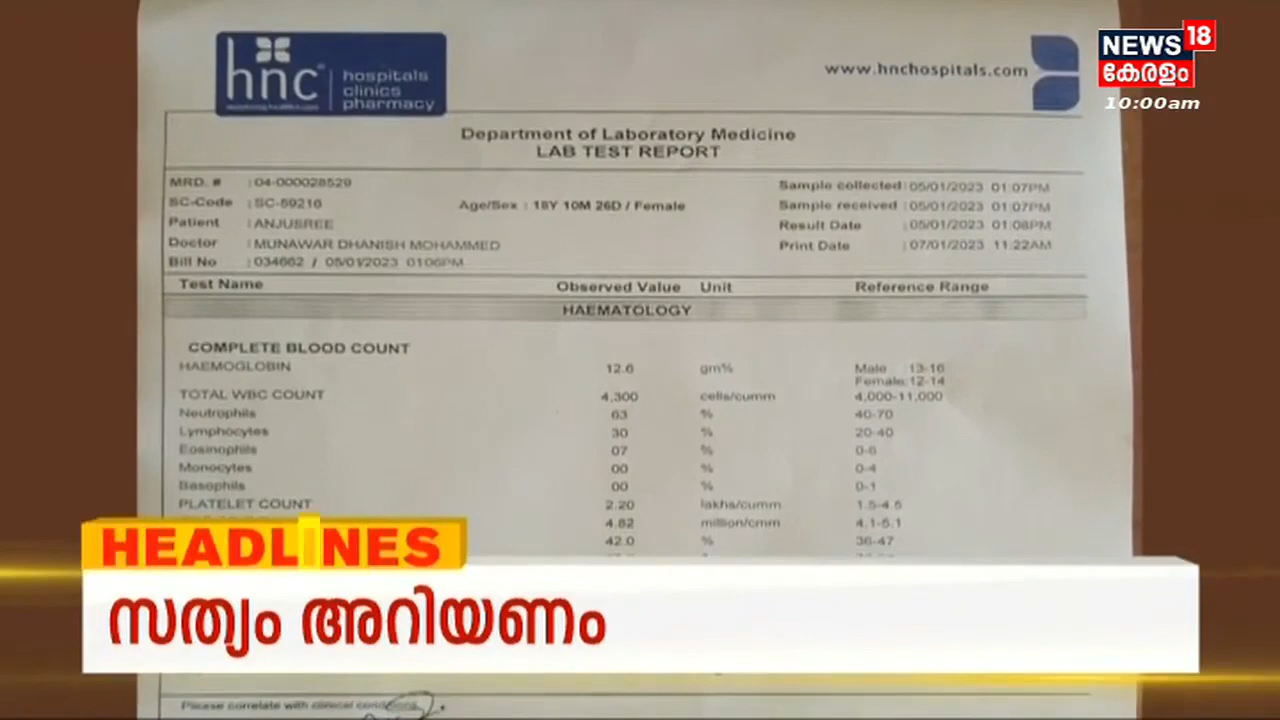 hnc hospitals clinics pharmacy
www.hnchospitals.com
NEWS 18
കേരളം
10:00am
Department of Laboratory Medicine
LAB TEST REPORT
MRD. # : 04-000028529
SC-Code : SC-59216
Patient : ANJUSREE
Doctor : MUNAWAR DHANISH MOHAMMED
Bill No : 034662 / 05/01/2023 01:06PM
Age/Sex : 18Y 10M 26D / Female
Sample collected : 05/01/2023 01:07PM
Sample received : 05/01/2023 01:07PM
Result Date : 05/01/2023 01:08PM
Print Date : 07/01/2023 11:22AM
Test Name Observed Value Unit Reference Range
HAEMATOLOGY
COMPLETE BLOOD COUNT
HAEMOGLOBIN 12.6 gm% Male :13-16
Female:12-14
TOTAL WBC COUNT 4,300 cells/cumm 4,000-11,000
Neutrophils 63 % 40-70
Lymphocytes 30 % 20-40
Eosinophils 07 % 0-6
Monocytes 00 % 0-4
Basophils 00 % 0-1
PLATELET COUNT 2.20 lakhs/cumm 1.5-4.5
4.82 million/cmm 4.1-5.1
42.0 % 36-47
HEADLINES
സത്യം അറിയണം
Please correlate with clinical conditions